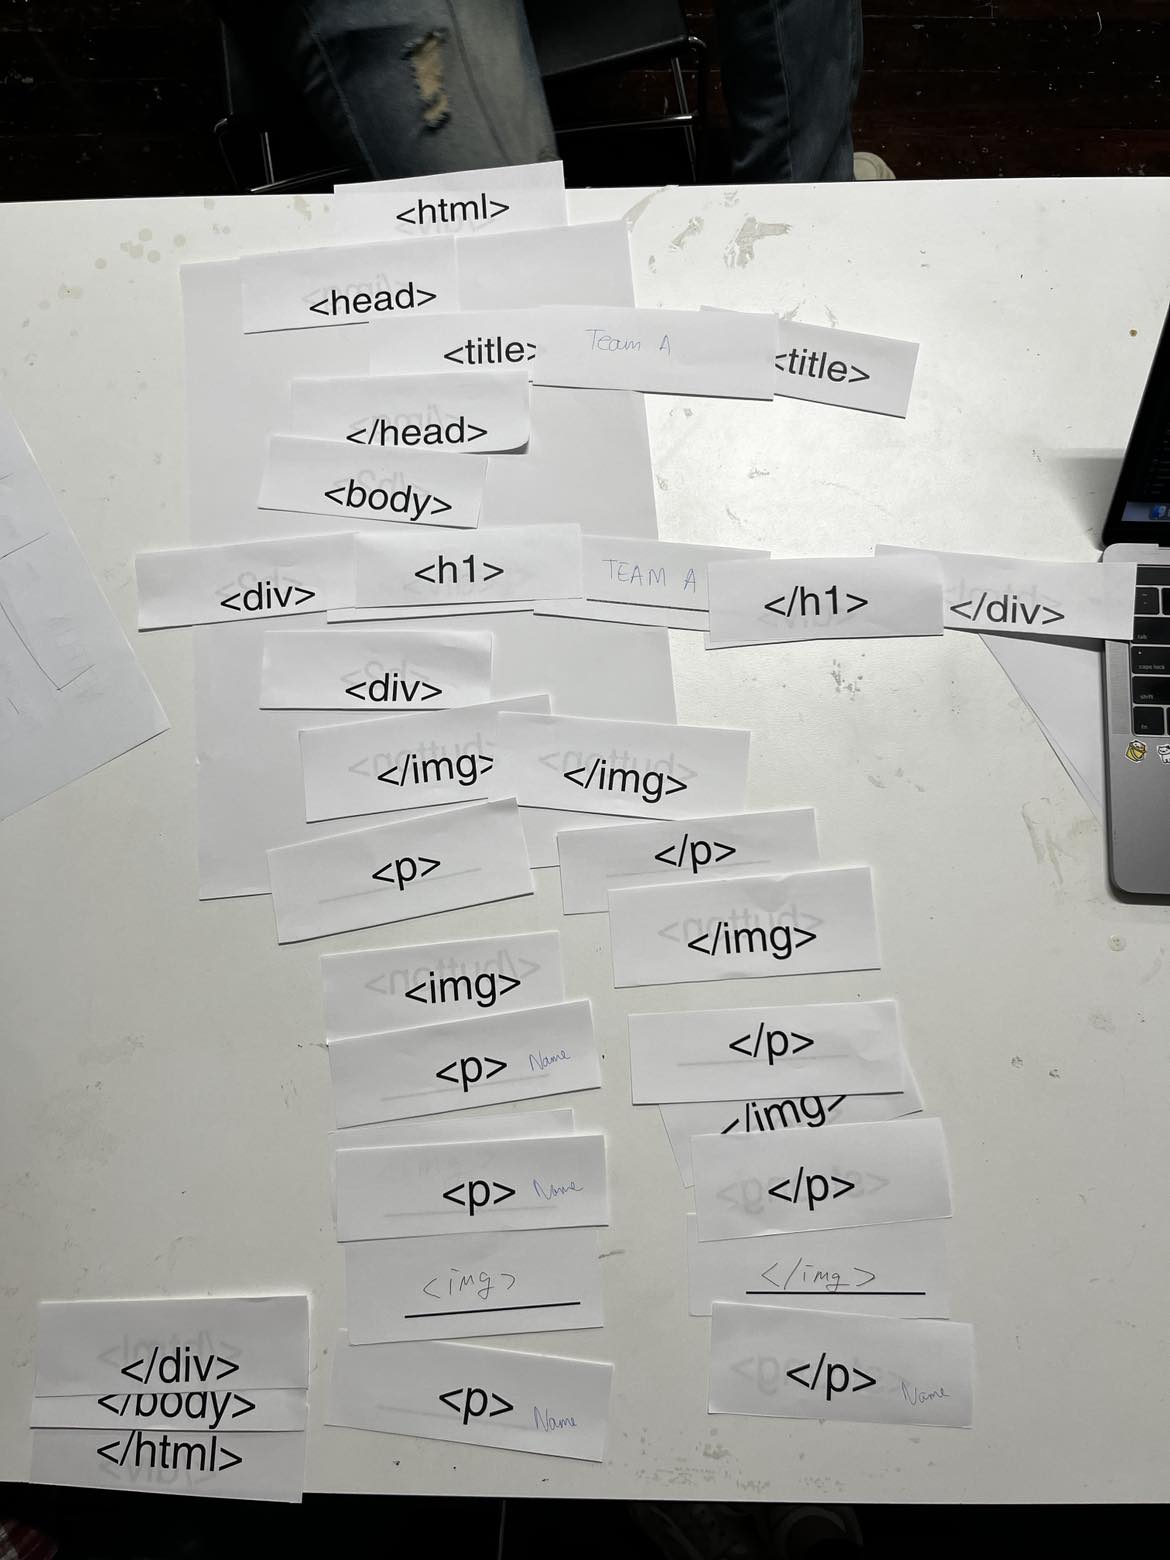 <html>
<head>
<title> Team A <title>
</head>
<body>
<div> <h1> TEAM A </h1> </div>
<div>
</img> </img>
<p> </p>
<img> </img>
<p> Name </p>
</img>
<p> Name </p>
<img> </img>
<p> Name </p> Name
</div>
</body>
</html>